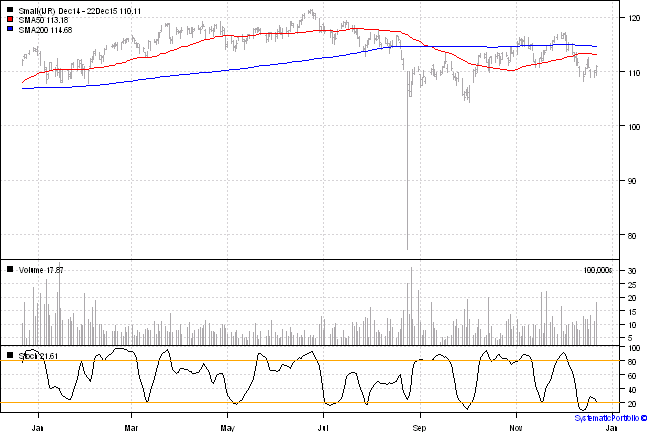 Small(IJR) Dec14 - 22Dec15 110.11
SMA50 113.18
SMA200 114.68
120
110
100
90
80
Volume 17.87
100,000s
30
25
20
15
10
5
Stoch 21.61
100
80
60
40
20
Jan Mar May Jul Sep Nov Jan
SystematicPortfolio ©